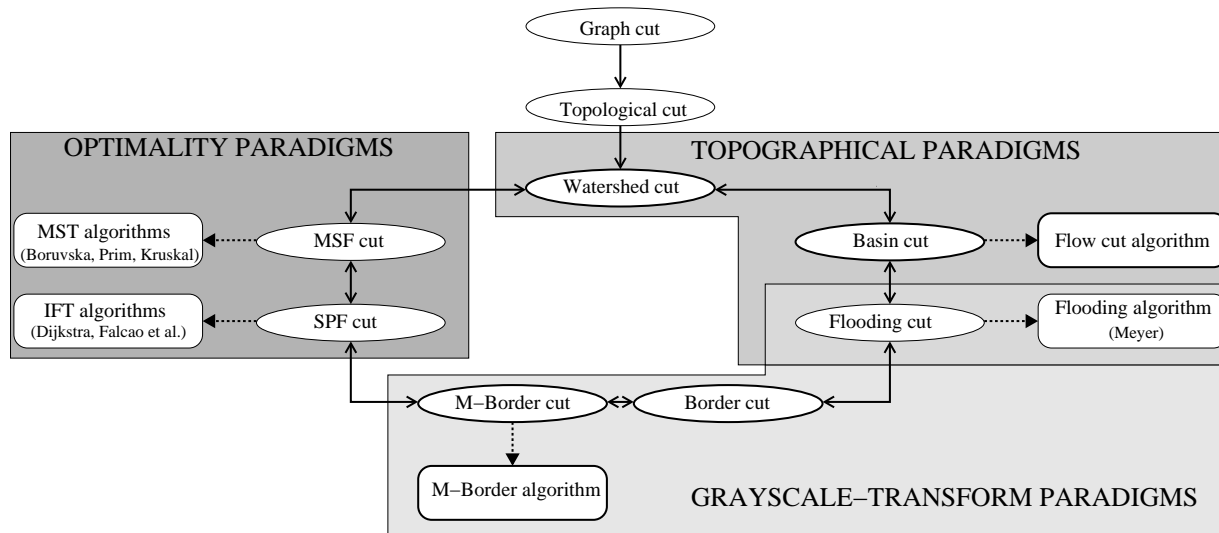 Graph cut
Topological cut
OPTIMALITY PARADIGMS
TOPOGRAPHICAL PARADIGMS
Watershed cut
MST algorithms
(Boruvska, Prim, Kruskal)
MSF cut
Basin cut
Flow cut algorithm
IFT algorithms
(Dijkstra, Falcao et al.)
SPF cut
Flooding cut
Flooding algorithm
(Meyer)
M−Border cut
Border cut
M−Border algorithm
GRAYSCALE−TRANSFORM PARADIGMS